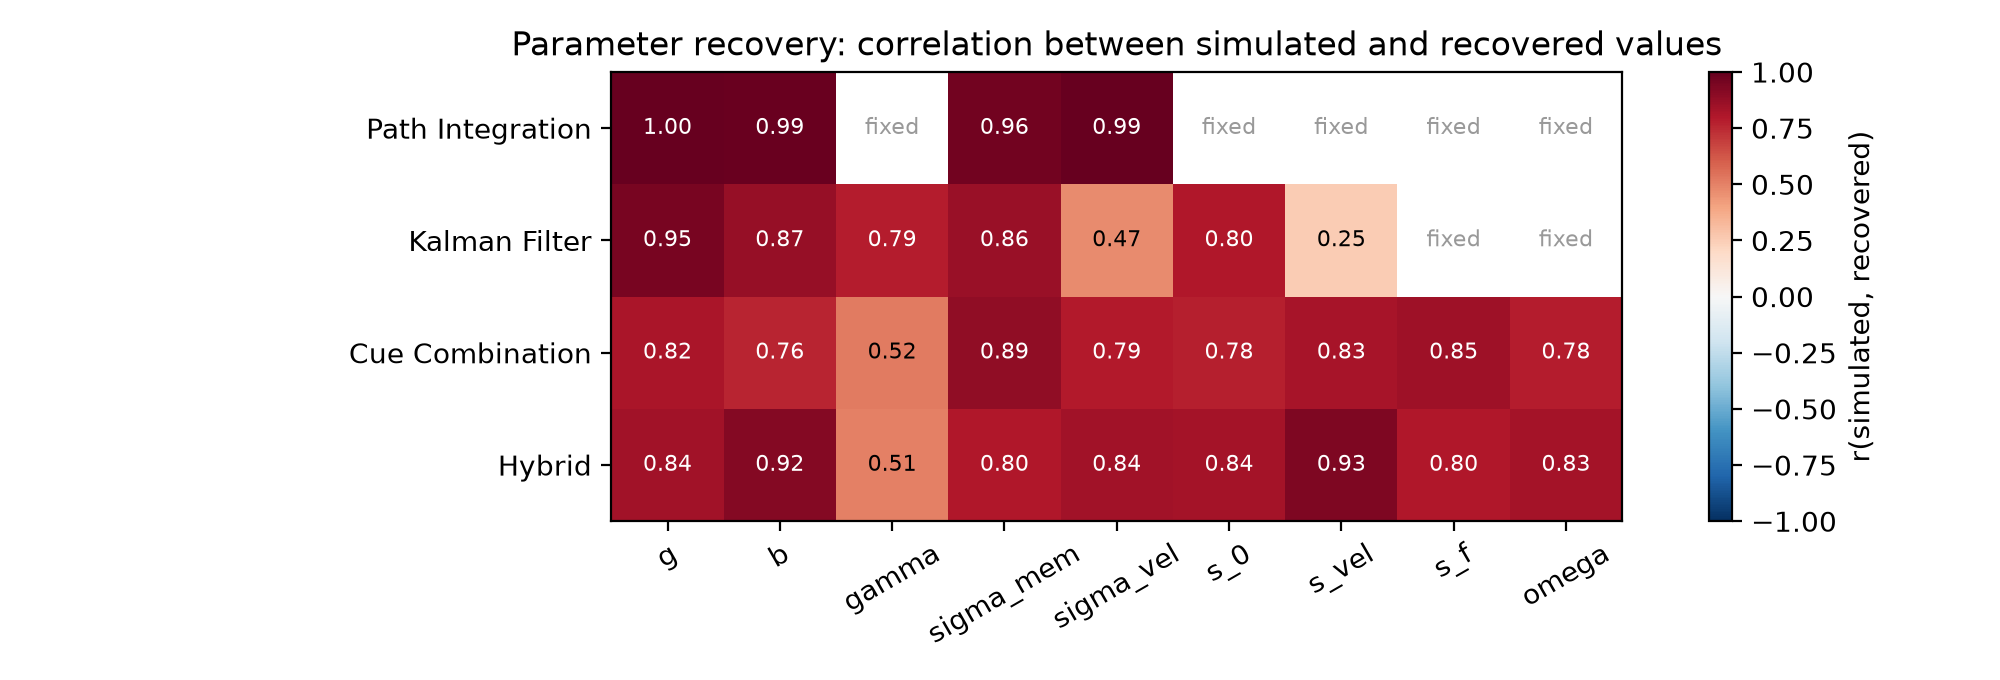 Parameter recovery: correlation between simulated and recovered values
Path Integration 1.00 0.99 fixed 0.96 0.99 fixed fixed fixed fixed
Kalman Filter 0.95 0.87 0.79 0.86 0.47 0.80 0.25 fixed fixed
Cue Combination 0.82 0.76 0.52 0.89 0.79 0.78 0.83 0.85 0.78
Hybrid 0.84 0.92 0.51 0.80 0.84 0.84 0.93 0.80 0.83
g b gamma sigma_mem sigma_vel s_0 s_vel s_f omega
1.00
0.75
0.50
0.25
0.00
−0.25
−0.50
−0.75
−1.00
r(simulated, recovered)